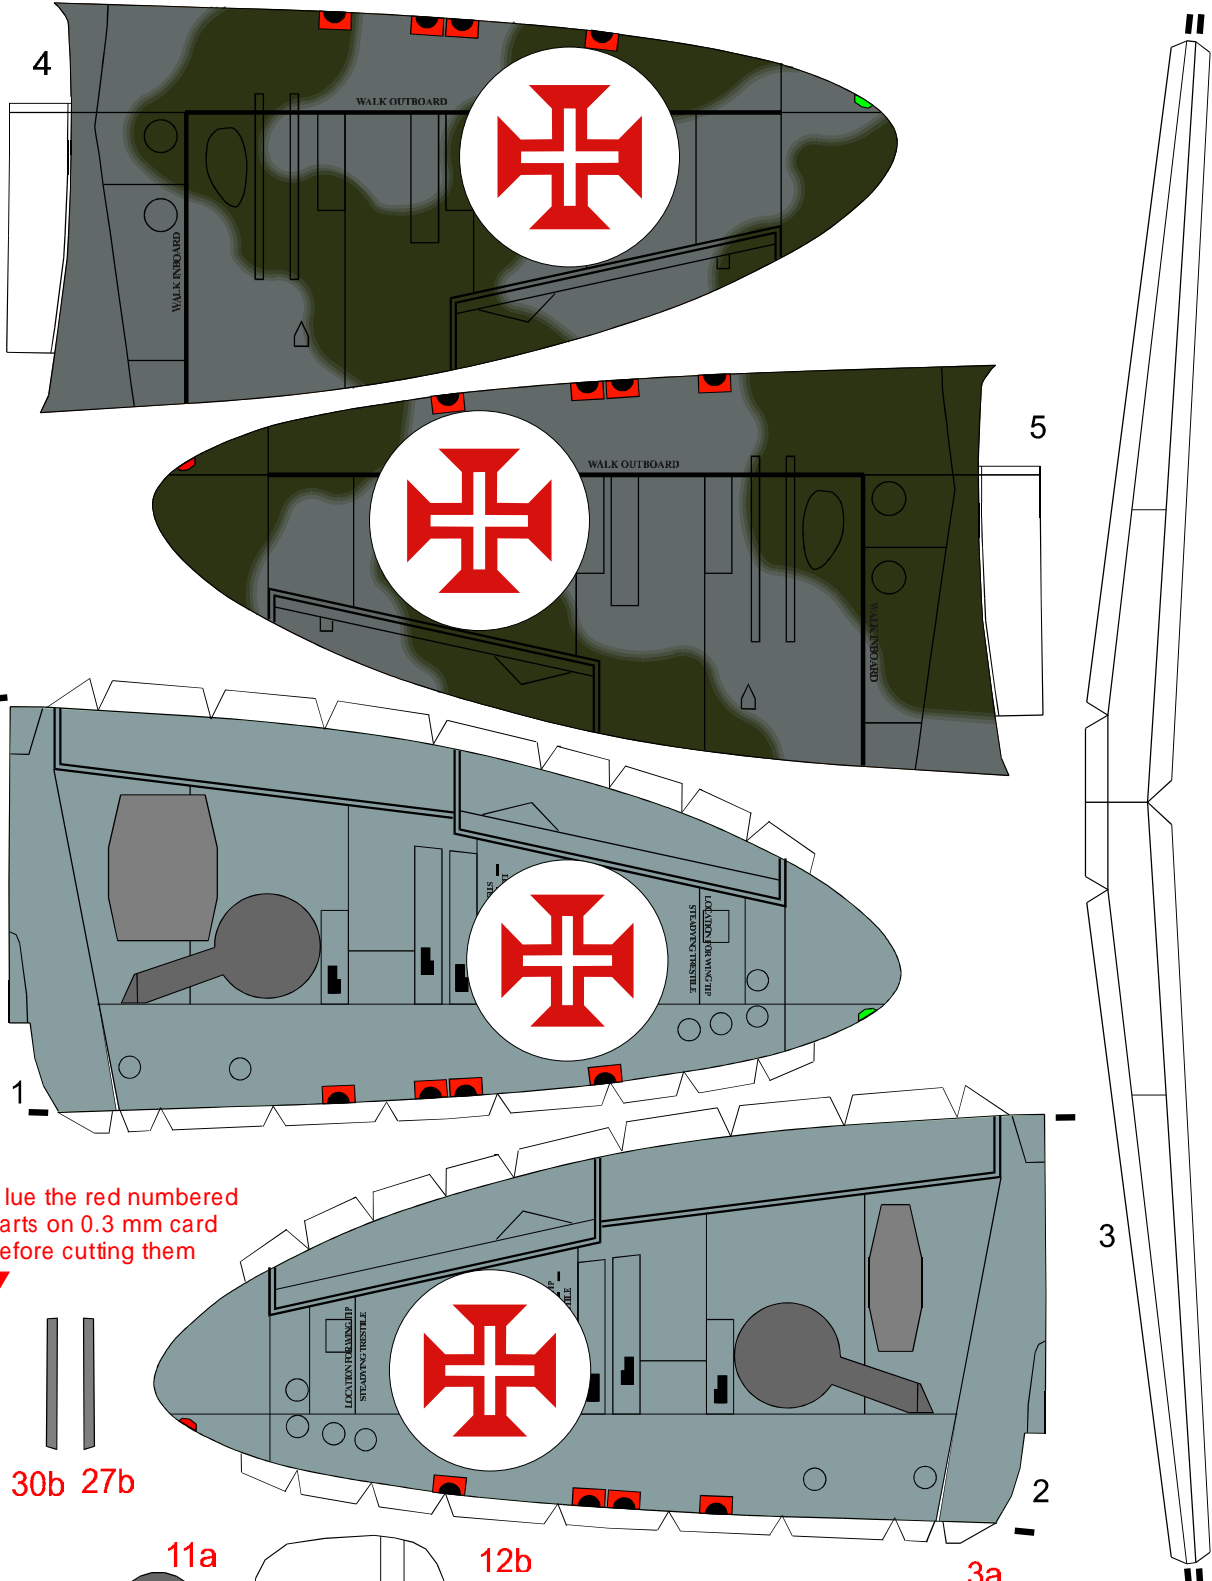 4
WALK OUTBOARD
WALK INBOARD
5
WALK OUTBOARD
WALK INBOARD
LOCATION FOR WING TIP
STEADYING TRESTILE
1
lue the red numbered
arts on 0.3 mm card
efore cutting them
3
LOCATION FOR WING TIP
STEADYING TRESTILE
30b
27b
2
11a
12b
3a